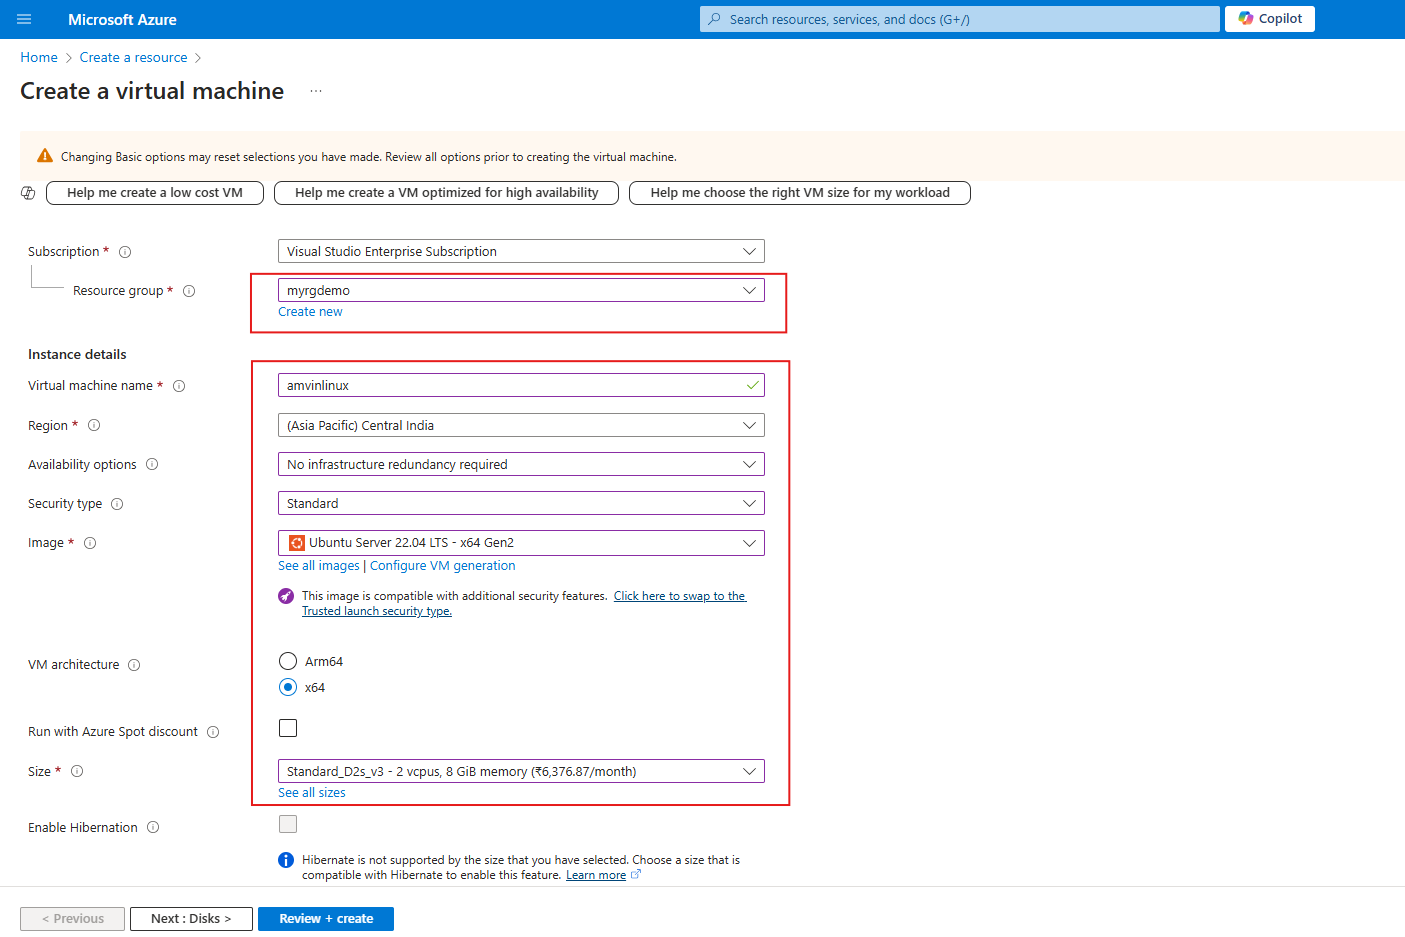 Microsoft Azure
Search resources, services, and docs (G+/)
Copilot
Home > Create a resource >
Create a virtual machine ...
Changing Basic options may reset selections you have made. Review all options prior to creating the virtual machine.
Help me create a low cost VM
Help me create a VM optimized for high availability
Help me choose the right VM size for my workload
Subscription *
Visual Studio Enterprise Subscription
Resource group *
myrgdemo
Create new
Instance details
Virtual machine name *
amvinlinux
Region *
(Asia Pacific) Central India
Availability options
No infrastructure redundancy required
Security type
Standard
Image *
Ubuntu Server 22.04 LTS - x64 Gen2
See all images | Configure VM generation
This image is compatible with additional security features. Click here to swap to the
Trusted launch security type.
VM architecture
Arm64
x64
Run with Azure Spot discount
Size *
Standard_D2s_v3 - 2 vcpus, 8 GiB memory (₹6,376.87/month)
See all sizes
Enable Hibernation
Hibernate is not supported by the size that you have selected. Choose a size that is
compatible with Hibernate to enable this feature. Learn more
< Previous
Next : Disks >
Review + create